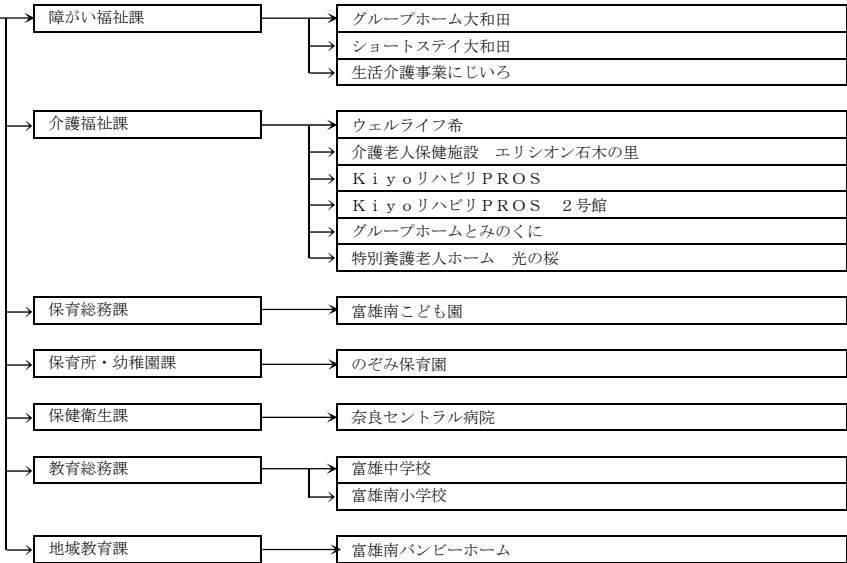 障がい福祉課
グループホーム大和田
ショートステイ大和田
生活介護事業にじいろ
介護福祉課
ウェルライフ希
介護老人保健施設　エリシオン石木の里
ＫｉｙｏリハビリＰＲＯＳ
ＫｉｙｏリハビリＰＲＯＳ　２号館
グループホームとみのくに
特別養護老人ホーム　光の桜
保育総務課
富雄南こども園
保育所・幼稚園課
のぞみ保育園
保健衛生課
奈良セントラル病院
教育総務課
富雄中学校
富雄南小学校
地域教育課
富雄南バンビーホーム